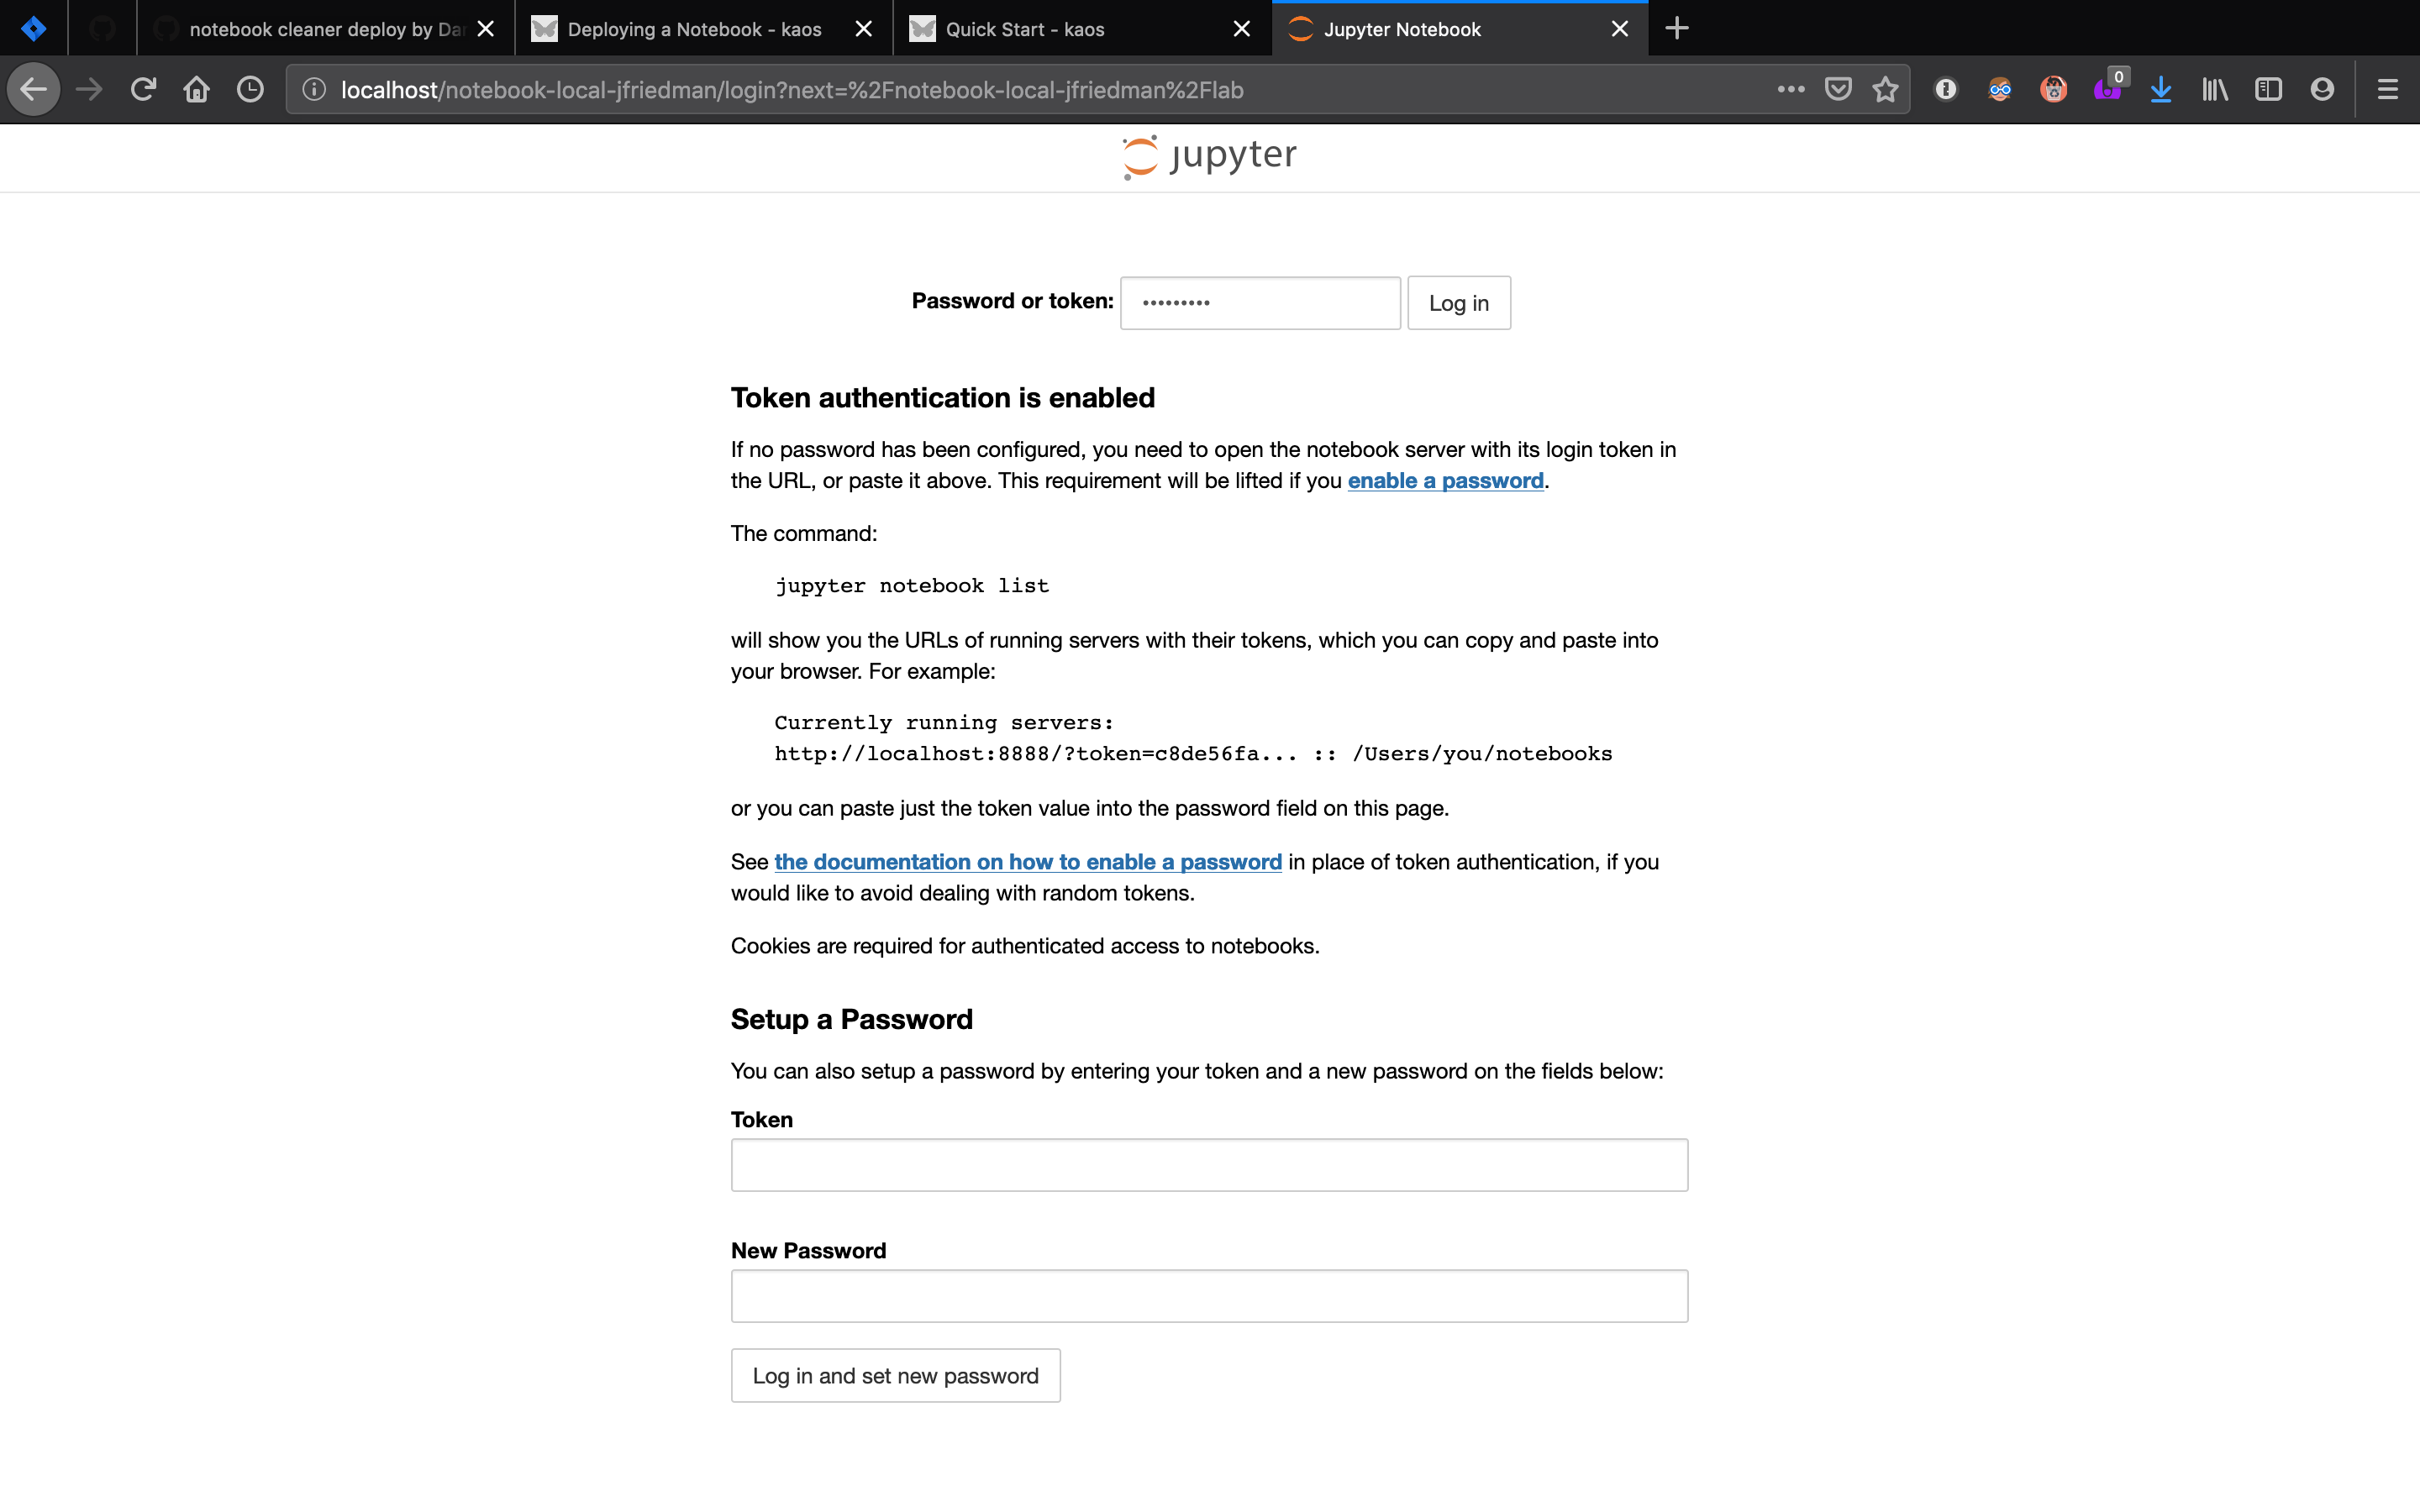 notebook cleaner deploy by Da
Deploying a Notebook - kaos
Quick Start - kaos
Jupyter Notebook
localhost/notebook-local-jfriedman/login?next=%2Fnotebook-local-jfriedman%2Flab
0
jupyter
Password or token:
•••••••••
Log in
Token authentication is enabled
If no password has been configured, you need to open the notebook server with its login token in
the URL, or paste it above. This requirement will be lifted if you enable a password.
The command:
jupyter notebook list
will show you the URLs of running servers with their tokens, which you can copy and paste into
your browser. For example:
Currently running servers:
http://localhost:8888/?token=c8de56fa... :: /Users/you/notebooks
or you can paste just the token value into the password field on this page.
See the documentation on how to enable a password in place of token authentication, if you
would like to avoid dealing with random tokens.
Cookies are required for authenticated access to notebooks.
Setup a Password
You can also setup a password by entering your token and a new password on the fields below:
Token
New Password
Log in and set new password